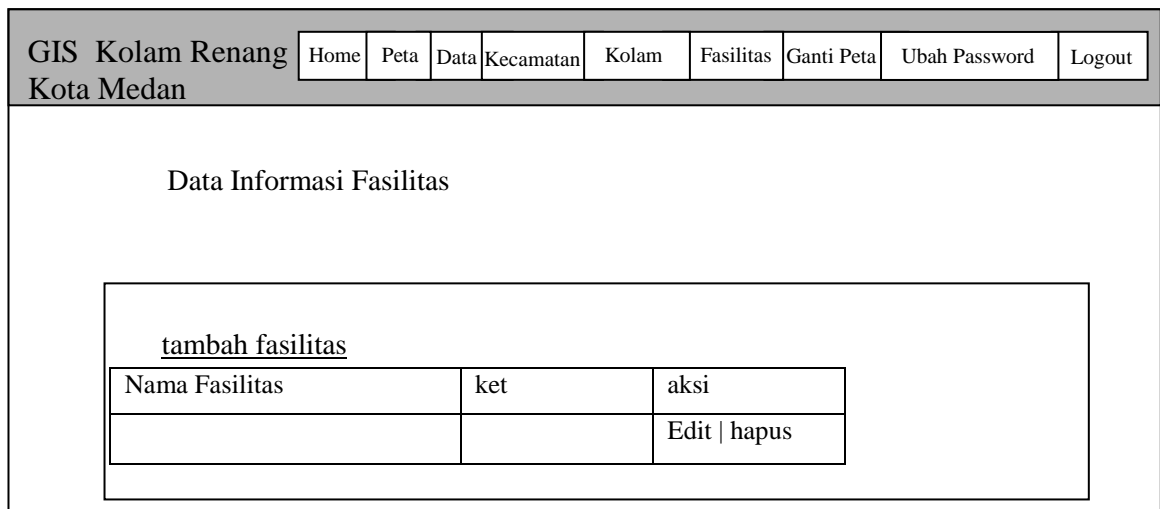 GIS Kolam Renang
Kota Medan
Home Peta Data Kecamatan Kolam Fasilitas Ganti Peta Ubah Password Logout
Data Informasi Fasilitas
tambah fasilitas
Nama Fasilitas ket aksi
Edit | hapus